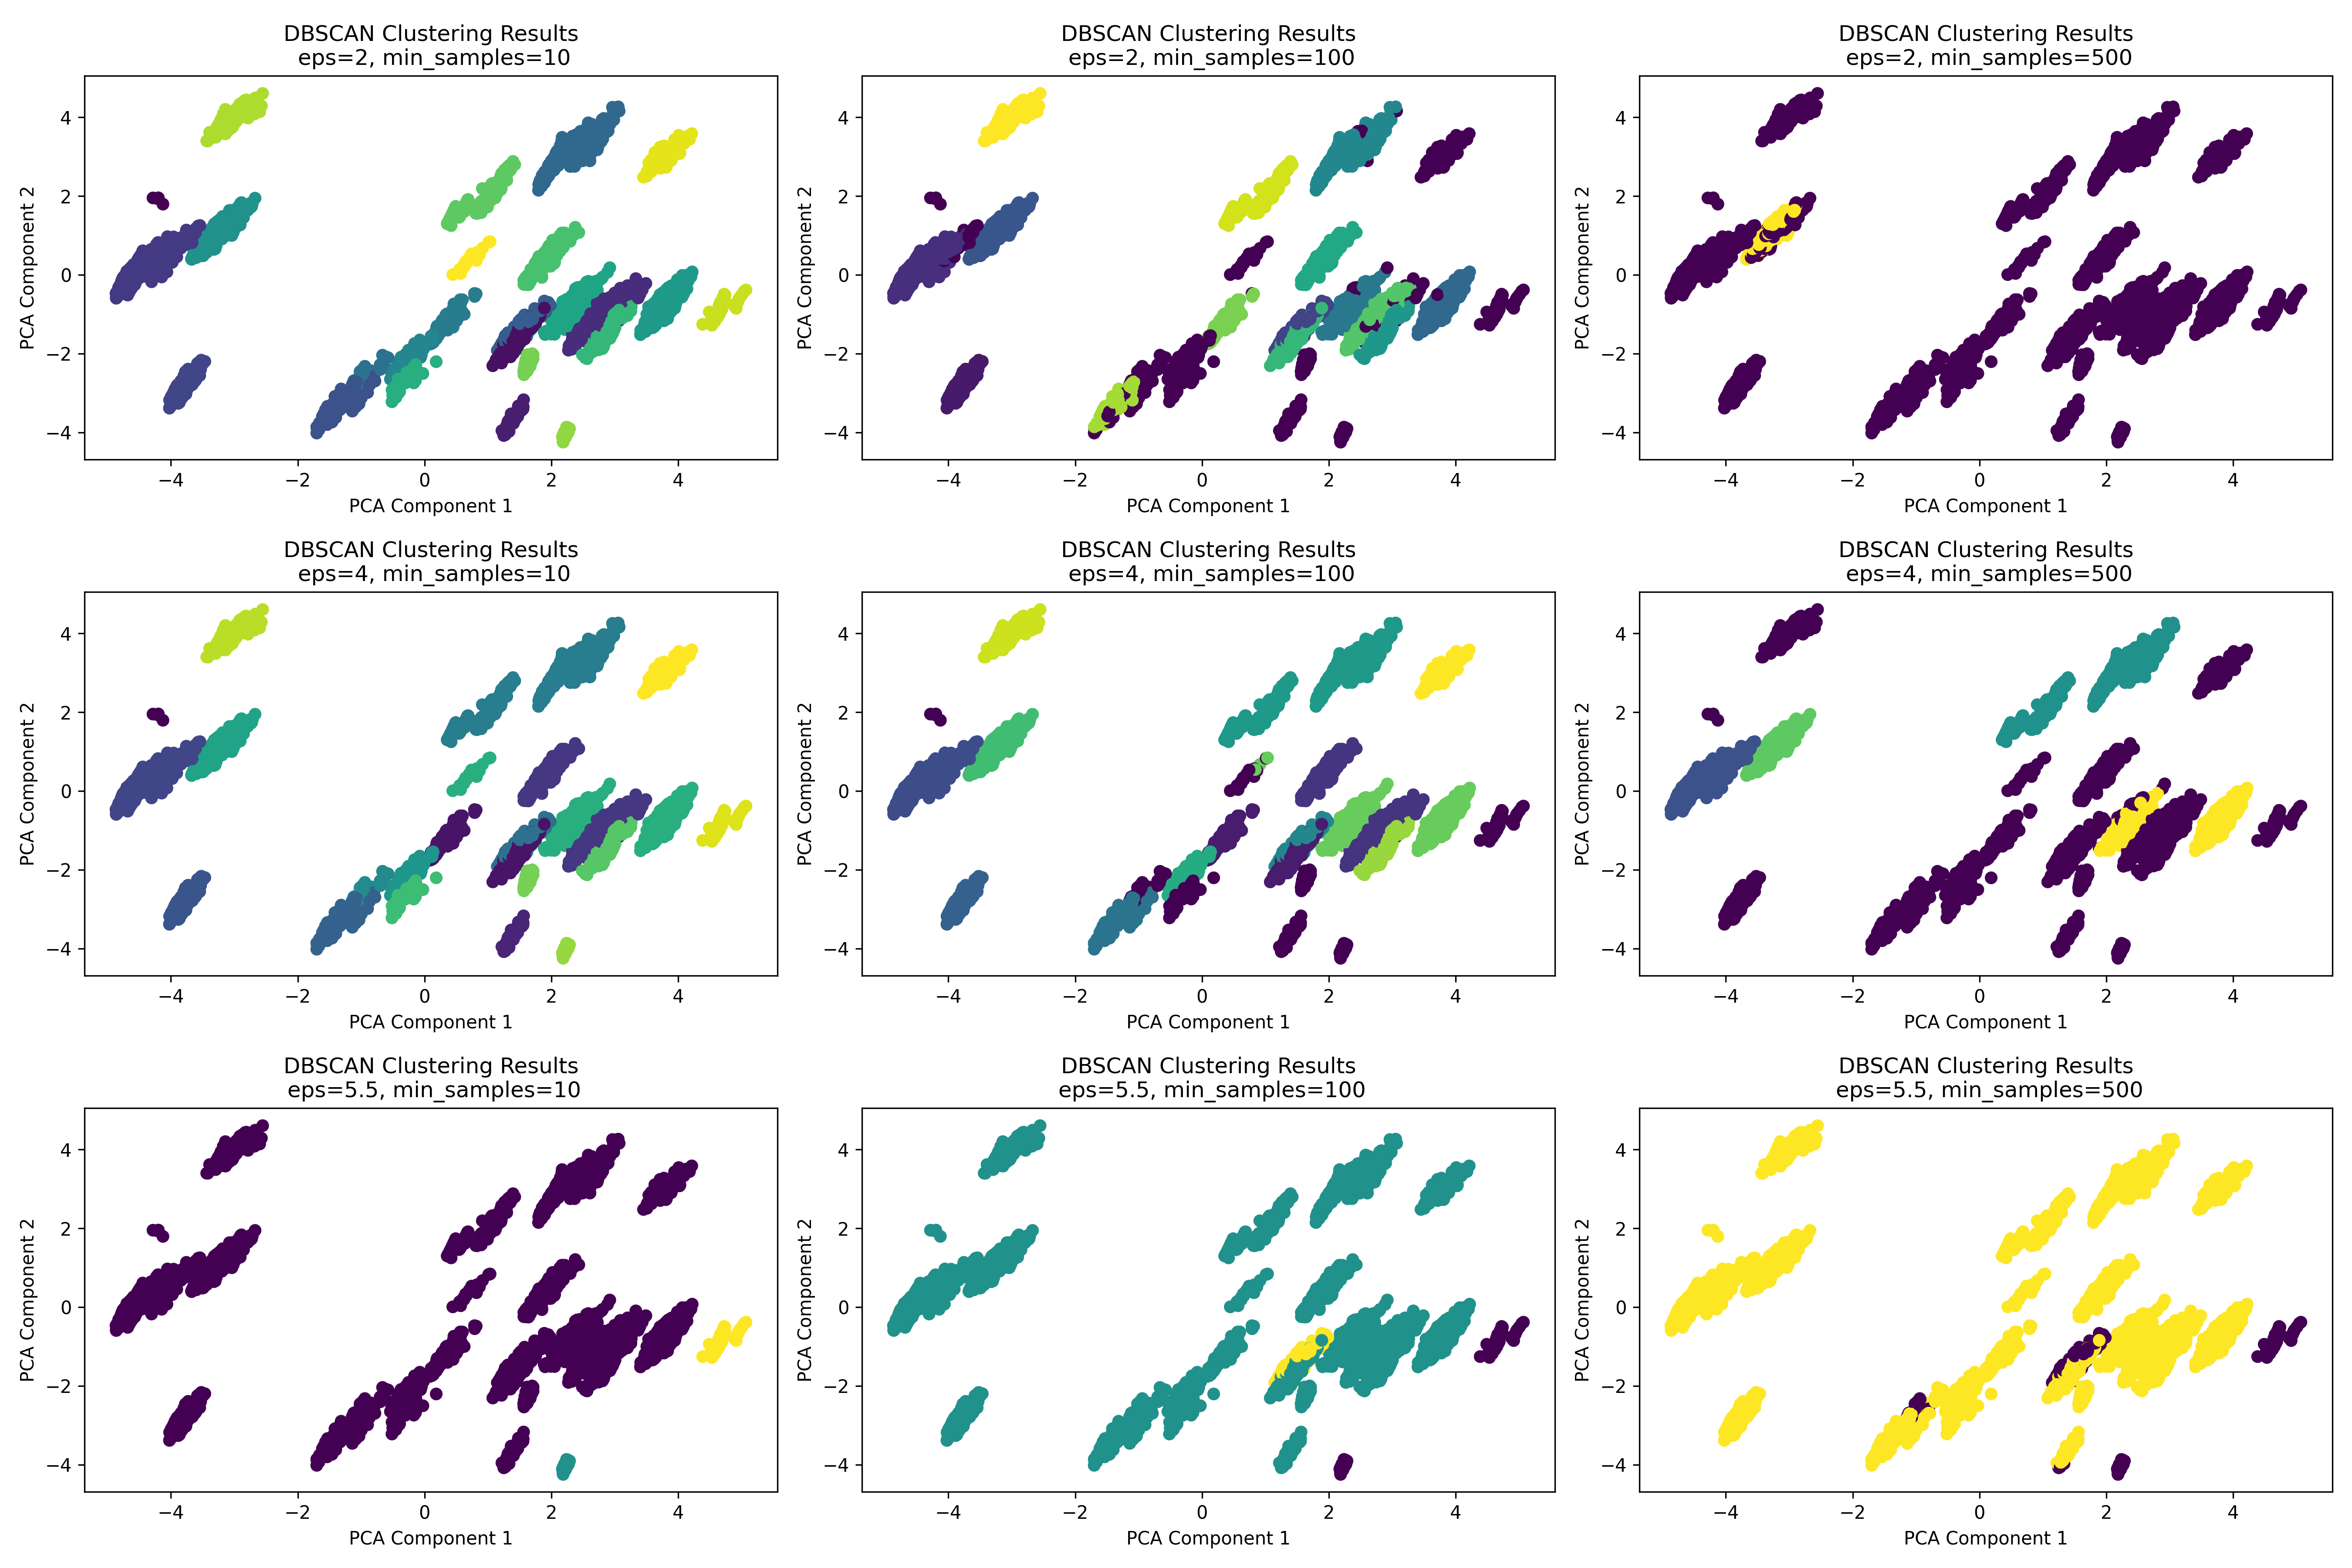 DBSCAN Clustering Results
eps=2, min_samples=10
PCA Component 2
4
2
0
−2
−4
−4
−2
0
2
4
PCA Component 1
DBSCAN Clustering Results
eps=2, min_samples=100
PCA Component 2
4
2
0
−2
−4
−4
−2
0
2
4
PCA Component 1
DBSCAN Clustering Results
eps=2, min_samples=500
PCA Component 2
4
2
0
−2
−4
−4
−2
0
2
4
PCA Component 1
DBSCAN Clustering Results
eps=4, min_samples=10
PCA Component 2
4
2
0
−2
−4
−4
−2
0
2
4
PCA Component 1
DBSCAN Clustering Results
eps=4, min_samples=100
PCA Component 2
4
2
0
−2
−4
−4
−2
0
2
4
PCA Component 1
DBSCAN Clustering Results
eps=4, min_samples=500
PCA Component 2
4
2
0
−2
−4
−4
−2
0
2
4
PCA Component 1
DBSCAN Clustering Results
eps=5.5, min_samples=10
PCA Component 2
4
2
0
−2
−4
−4
−2
0
2
4
PCA Component 1
DBSCAN Clustering Results
eps=5.5, min_samples=100
PCA Component 2
4
2
0
−2
−4
−4
−2
0
2
4
PCA Component 1
DBSCAN Clustering Results
eps=5.5, min_samples=500
PCA Component 2
4
2
0
−2
−4
−4
−2
0
2
4
PCA Component 1